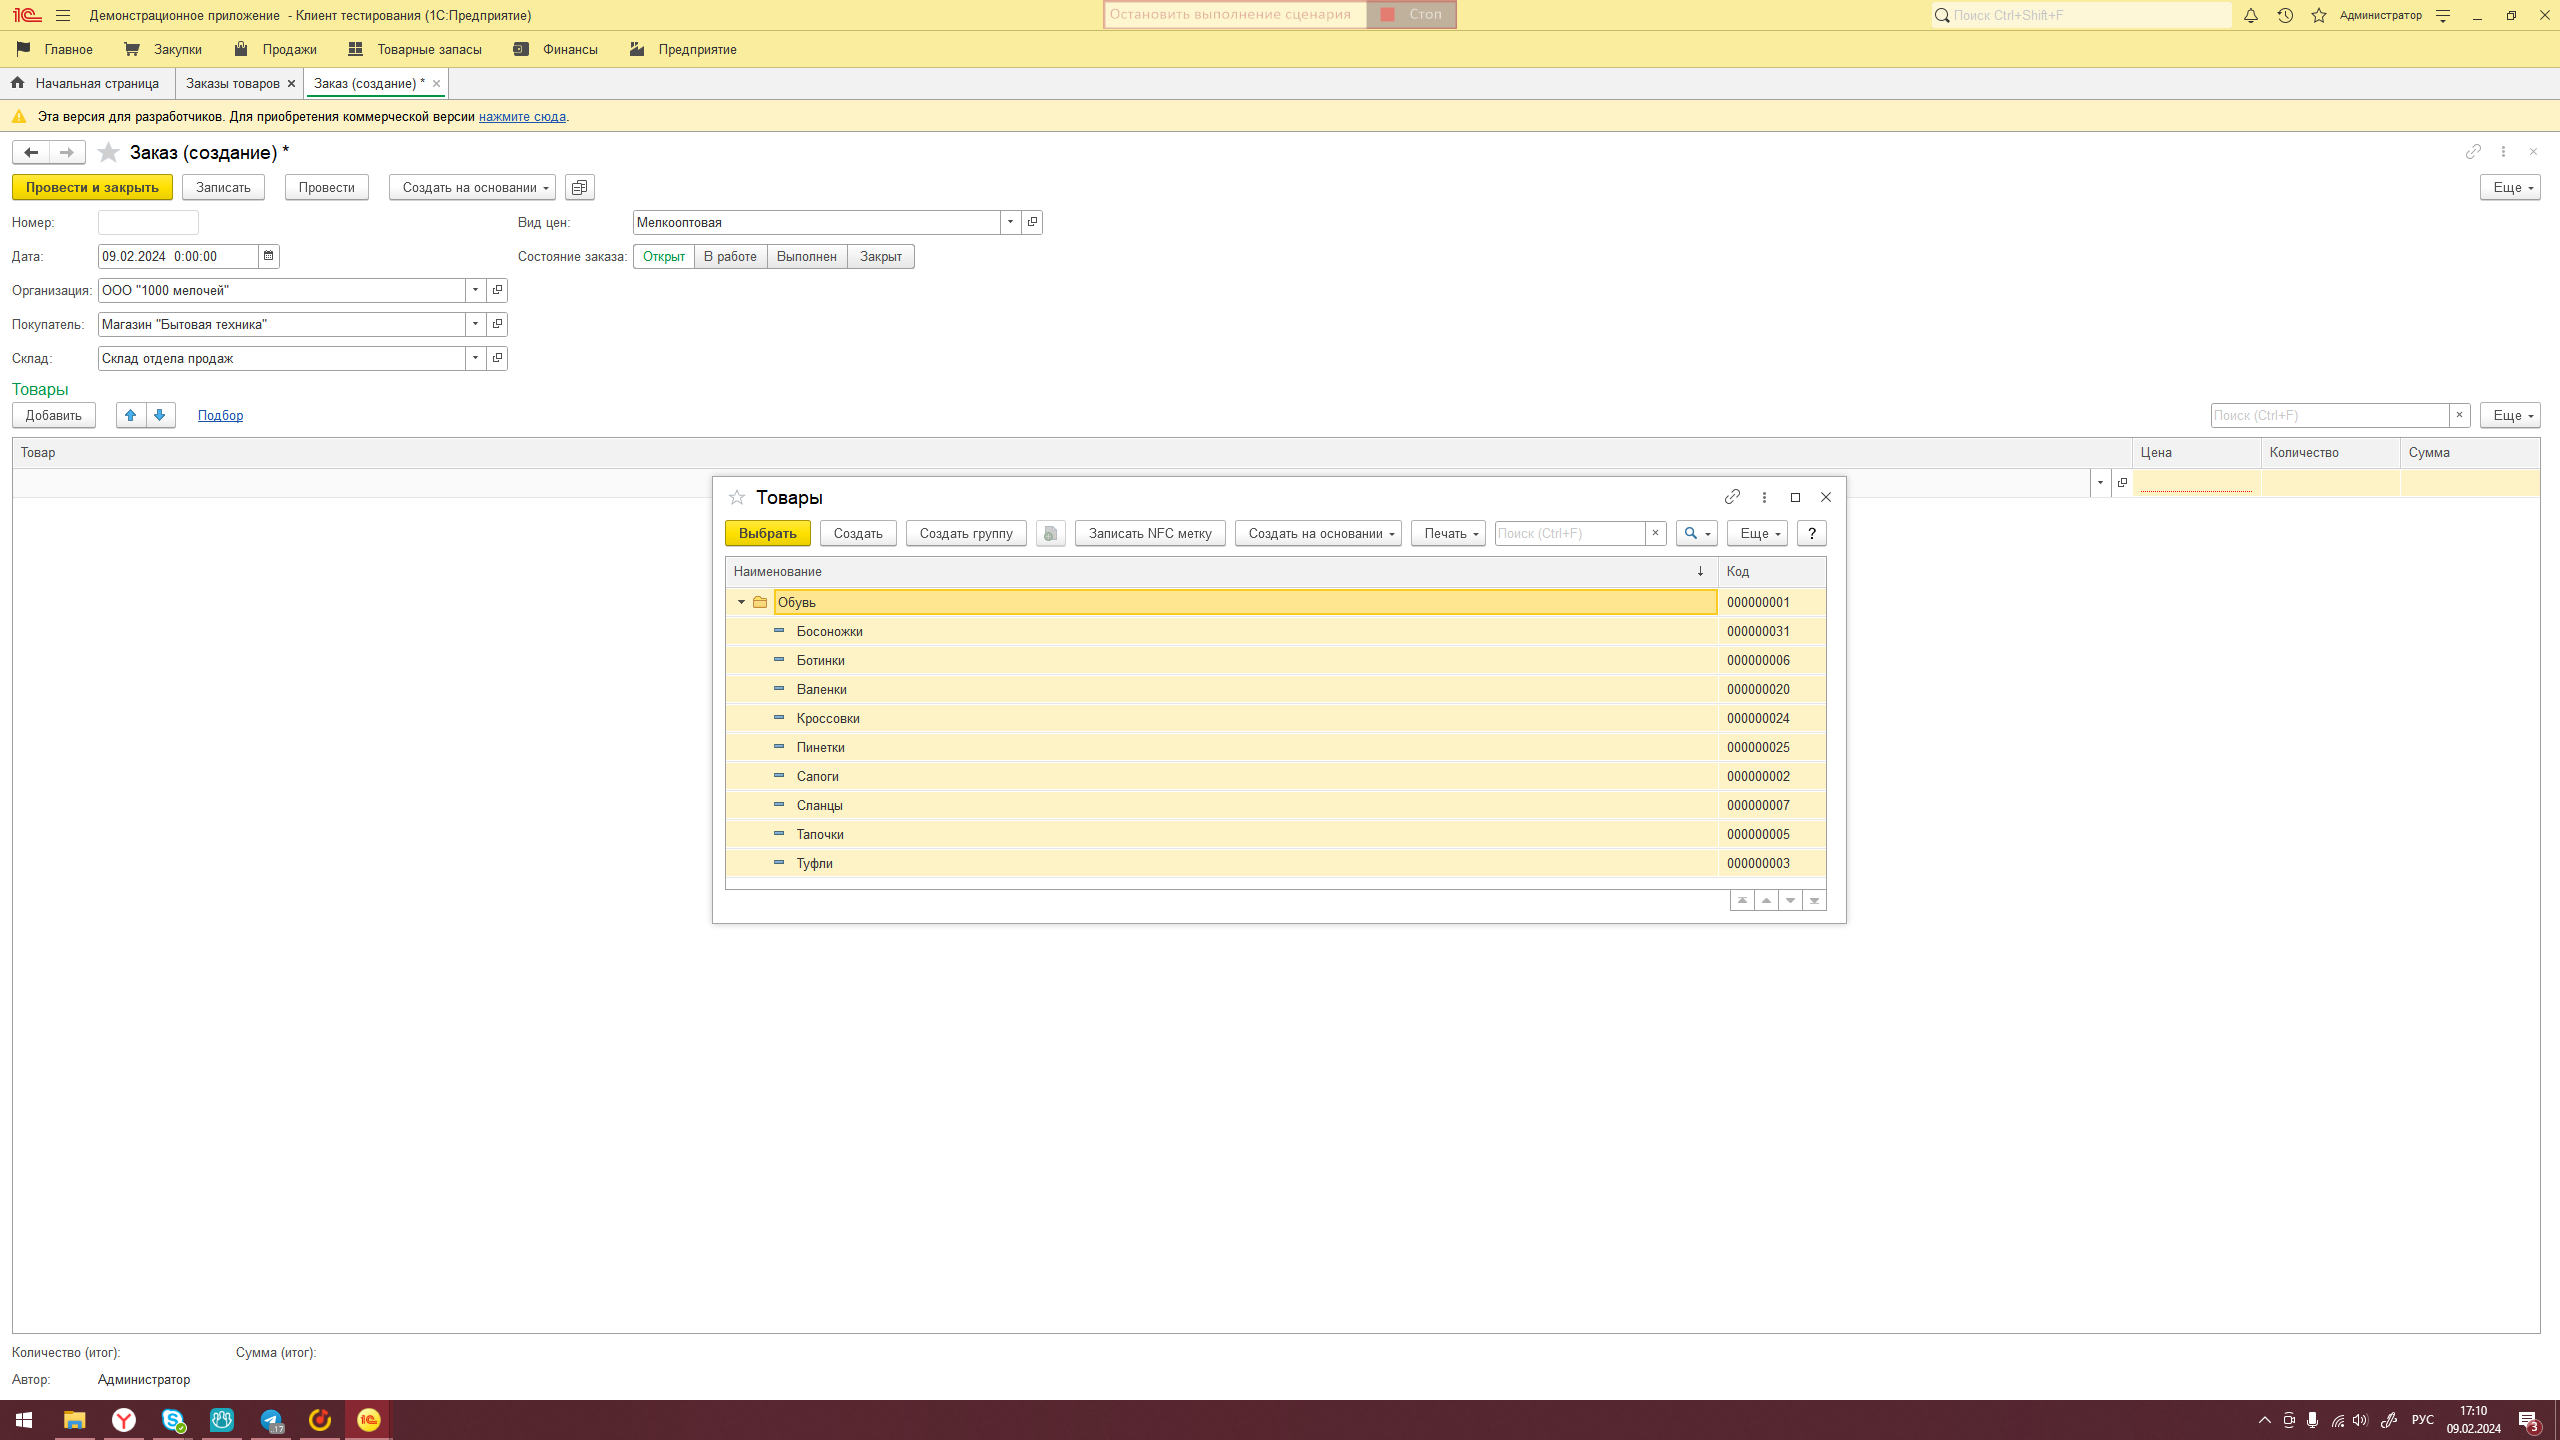 Демонстрационное приложение - Клиент тестирования (1С:Предприятие)
Остановить выполнение сценария Стоп
Поиск Ctrl+Shift+F
Администратор
Главное Закупки Продажи Товарные запасы Финансы Предприятие
Начальная страница Заказы товаров Заказ (создание) *
Эта версия для разработчиков. Для приобретения коммерческой версии нажмите сюда.
Заказ (создание) *
Провести и закрыть Записать Провести Создать на основании Еще
Номер: Вид цен: Мелкооптовая
Дата: 09.02.2024 0:00:00 Состояние заказа: Открыт В работе Выполнен Закрыт
Организация: ООО "1000 мелочей"
Покупатель: Магазин "Бытовая техника"
Склад: Склад отдела продаж
Товары
Добавить Подбор Поиск (Ctrl+F) × Еще
Товар Цена Количество Сумма
Товары
Выбрать Создать Создать группу Записать NFC метку Создать на основании Печать Поиск (Ctrl+F) × Еще ?
Наименование ↓ Код
Обувь 000000001
Босоножки 000000031
Ботинки 000000006
Валенки 000000020
Кроссовки 000000024
Пинетки 000000025
Сапоги 000000002
Сланцы 000000007
Тапочки 000000005
Туфли 000000003
Количество (итог): Сумма (итог):
Автор: Администратор
17
РУС
17:10
09.02.2024
3